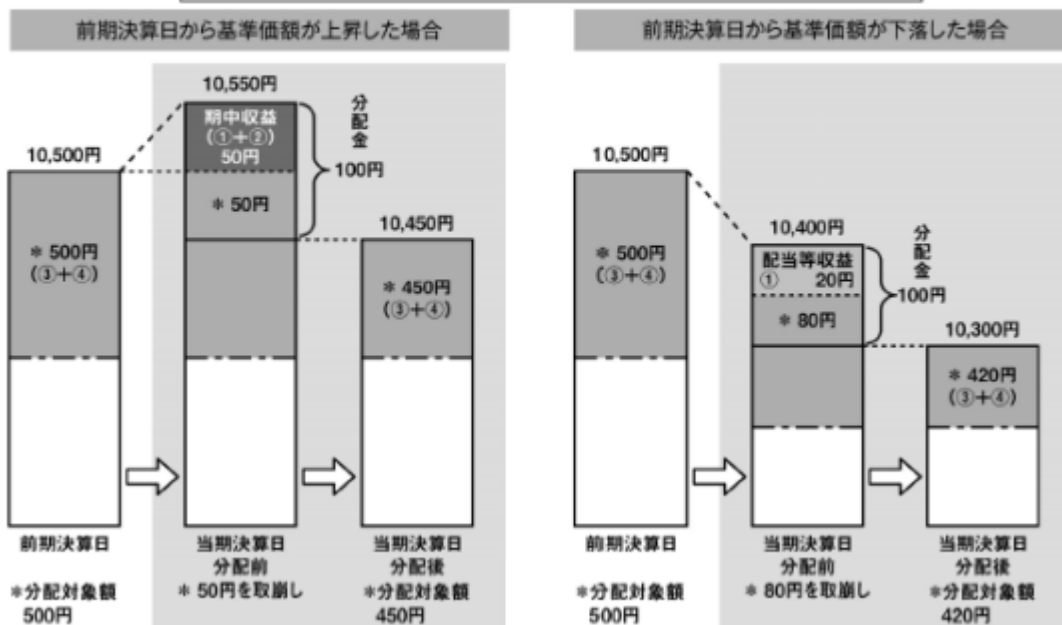 前期決算日から基準価額が上昇した場合
10,550円
期中収益
(①+②)
50円
分配金
100円
10,500円
＊50円
10,450円
＊500円
(③+④)
＊450円
(③+④)
前期決算日
当期決算日
分配前
当期決算日
分配後
＊分配対象額
500円
＊50円を取崩し
＊分配対象額
450円
前期決算日から基準価額が下落した場合
10,500円
10,400円
配当等収益
① 20円
分配金
100円
＊80円
10,300円
＊500円
(③+④)
＊420円
(③+④)
前期決算日
当期決算日
分配前
当期決算日
分配後
＊分配対象額
500円
＊80円を取崩し
＊分配対象額
420円